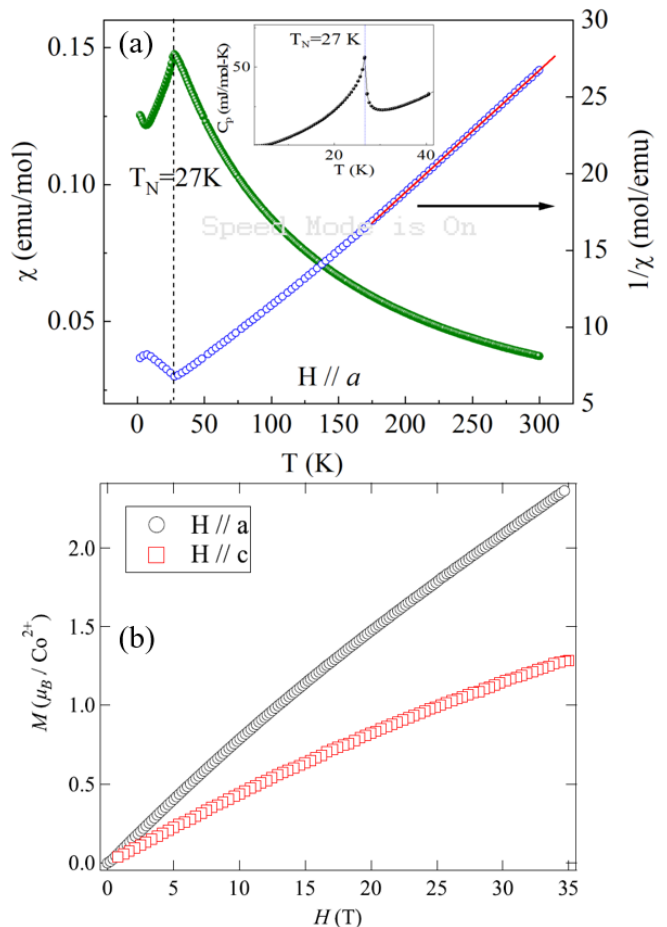 (a)
T_N=27 K
C_p (mJ/mol-K)
50
20
40
T (K)
0.15
0.10
0.05
χ (emu/mol)
T_N=27K
Speed Mode is On
H // a
30
25
20
15
10
5
1/χ (mol/emu)
0
50
100
150
200
250
300
T (K)
H // a
H // c
(b)
2.0
1.5
1.0
0.5
0.0
M (μ_B / Co²⁺)
0
5
10
15
20
25
30
35
H (T)